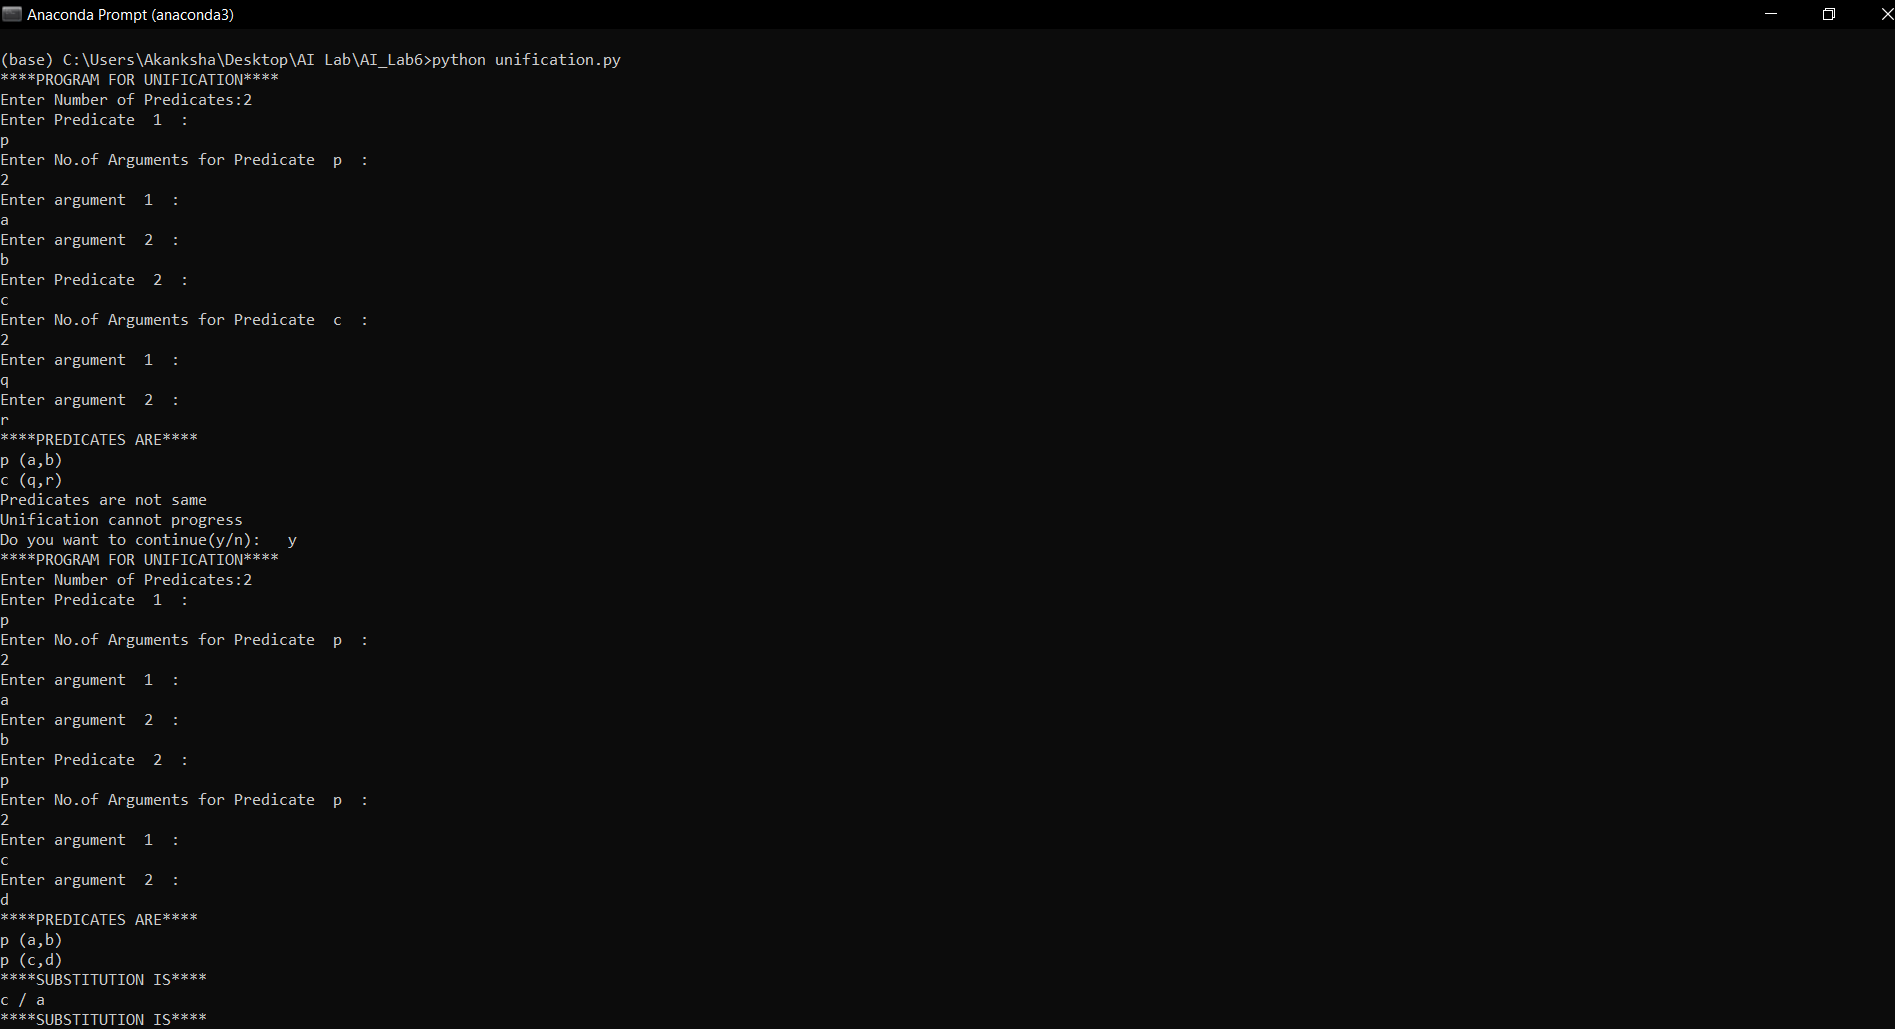 Anaconda Prompt (anaconda3)
(base) C:\Users\Akanksha\Desktop\AI Lab\AI_Lab6>python unification.py
****PROGRAM FOR UNIFICATION****
Enter Number of Predicates:2
Enter Predicate  1  :
p
Enter No.of Arguments for Predicate  p  :
2
Enter argument  1  :
a
Enter argument  2  :
b
Enter Predicate  2  :
c
Enter No.of Arguments for Predicate  c  :
2
Enter argument  1  :
q
Enter argument  2  :
r
****PREDICATES ARE****
p (a,b)
c (q,r)
Predicates are not same
Unification cannot progress
Do you want to continue(y/n):   y
****PROGRAM FOR UNIFICATION****
Enter Number of Predicates:2
Enter Predicate  1  :
p
Enter No.of Arguments for Predicate  p  :
2
Enter argument  1  :
a
Enter argument  2  :
b
Enter Predicate  2  :
p
Enter No.of Arguments for Predicate  p  :
2
Enter argument  1  :
c
Enter argument  2  :
d
****PREDICATES ARE****
p (a,b)
p (c,d)
****SUBSTITUTION IS****
c / a
****SUBSTITUTION IS****